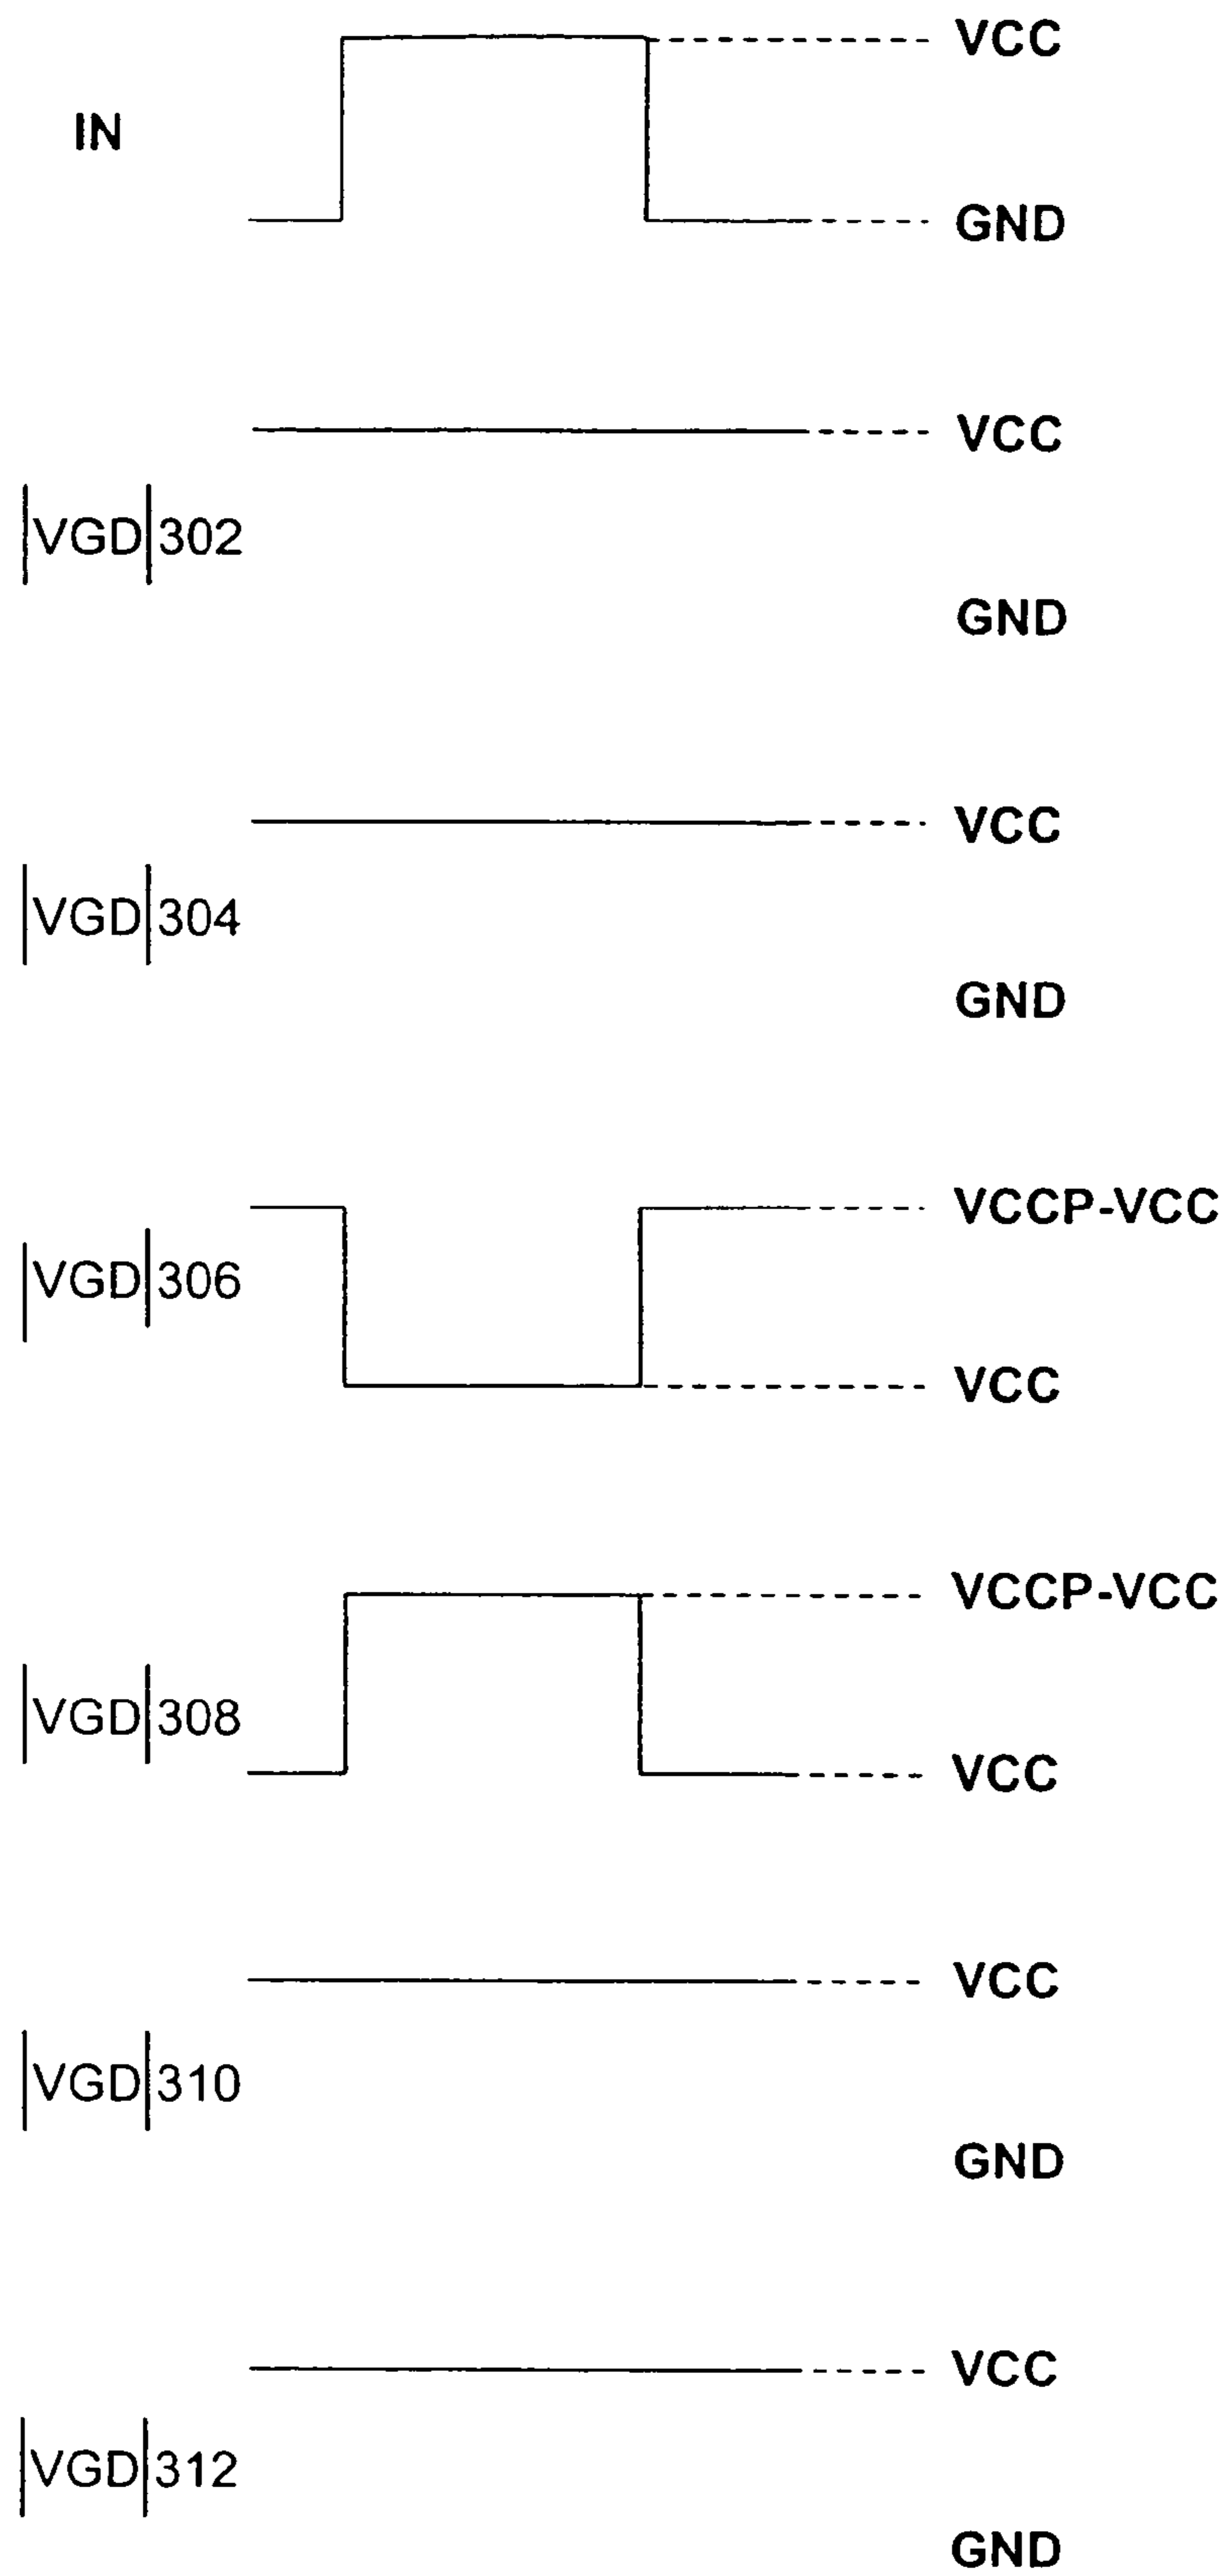 VCC
IN
GND
VCC
|VGD|302
GND
VCC
|VGD|304
GND
VCCP-VCC
|VGD|306
VCC
VCCP-VCC
|VGD|308
VCC
VCC
|VGD|310
GND
VCC
|VGD|312
GND